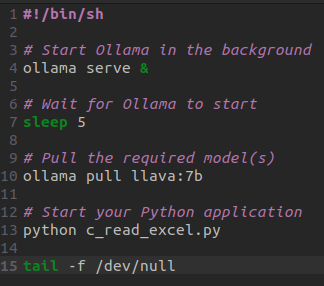 1 #!/bin/sh
2
3 # Start Ollama in the background
4 ollama serve &
5
6 # Wait for Ollama to start
7 sleep 5
8
9 # Pull the required model(s)
10 ollama pull llava:7b
11
12 # Start your Python application
13 python c_read_excel.py
14
15 tail -f /dev/null